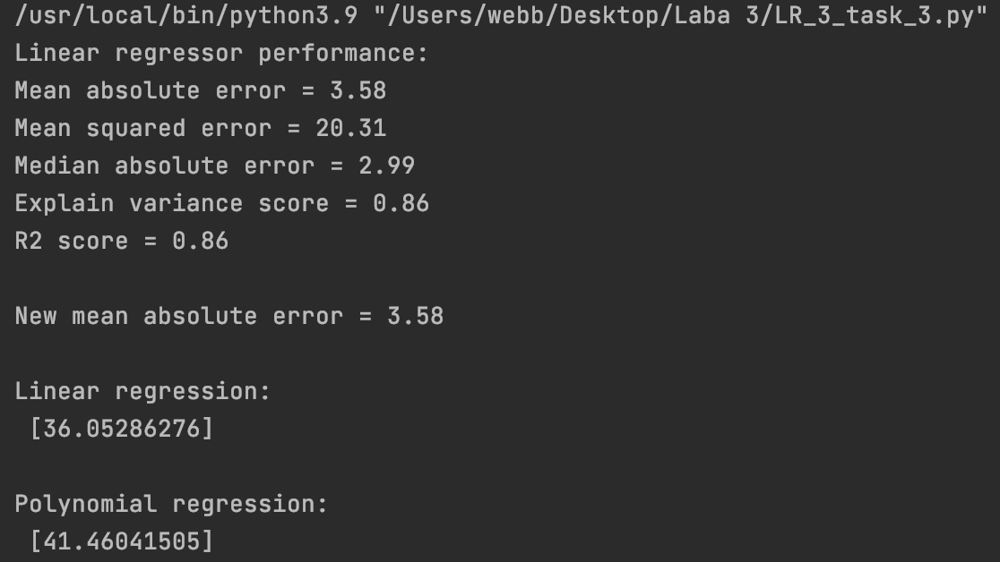 /usr/local/bin/python3.9 "/Users/webb/Desktop/Laba 3/LR_3_task_3.py"
Linear regressor performance:
Mean absolute error = 3.58
Mean squared error = 20.31
Median absolute error = 2.99
Explain variance score = 0.86
R2 score = 0.86
New mean absolute error = 3.58
Linear regression:
[36.05286276]
Polynomial regression:
[41.46041505]